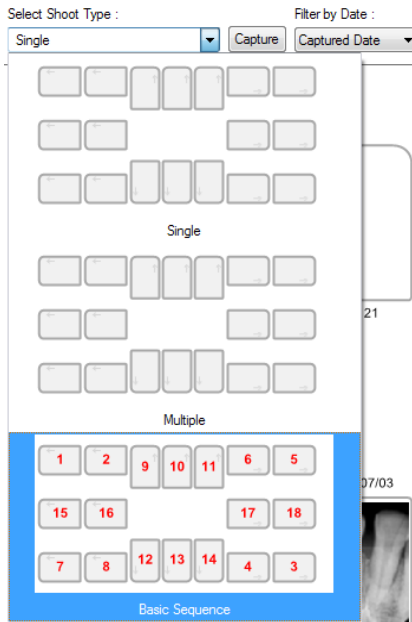 Select Shoot Type :    Filter by Date :
Single    Capture    Captured Date
Single
21
Multiple
1 2 9 10 11 6 5
07/03
15 16 17 18
7 8 12 13 14 4 3
Basic Sequence